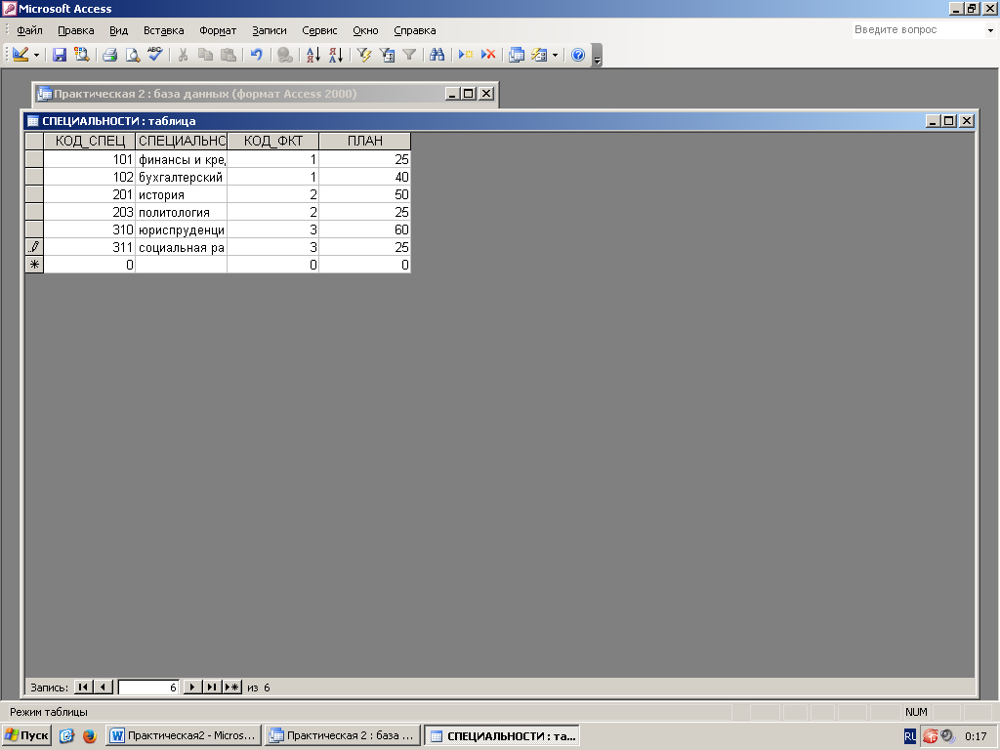 Microsoft Access
Файл Правка Вид Вставка Формат Записи Сервис Окно Справка Введите вопрос
Практическая 2 : база данных (формат Access 2000)
СПЕЦИАЛЬНОСТИ : таблица
КОД_СПЕЦ СПЕЦИАЛЬНС КОД_ФКТ ПЛАН
101 финансы и кре 1 25
102 бухгалтерский 1 40
201 история 2 50
203 политология 2 25
310 юриспруденци 3 60
311 социальная ра 3 25
0 0 0
Запись: 6 из 6
Режим таблицы NUM
Пуск Практическая2 - Micros... Практическая 2 : база ... СПЕЦИАЛЬНОСТИ : та... RU 0:17